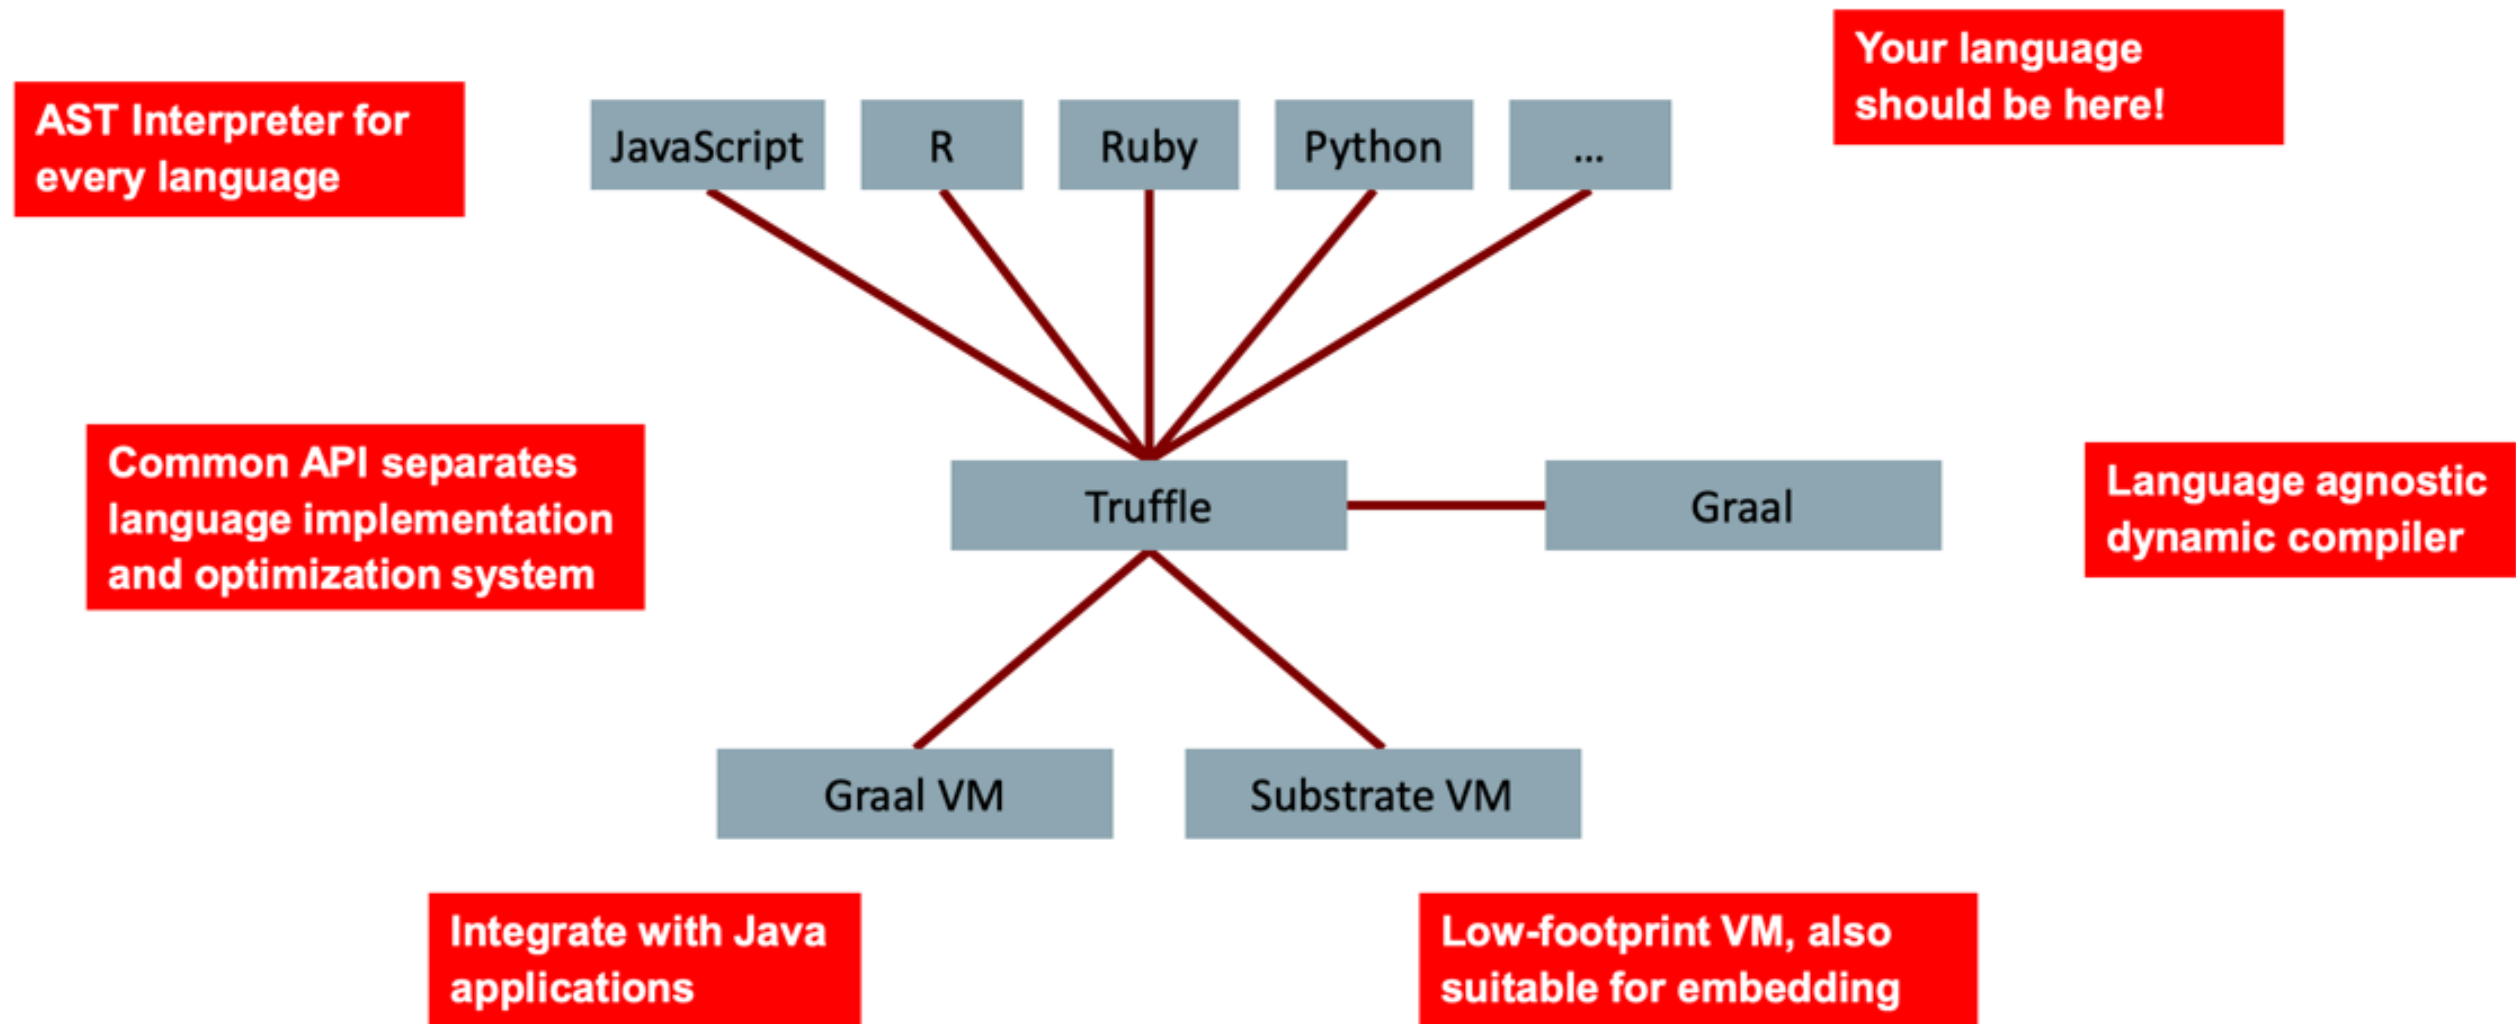 Your language
should be here!
AST Interpreter for
every language
JavaScript
R
Ruby
Python
...
Common API separates
language implementation
and optimization system
Truffle
Graal
Language agnostic
dynamic compiler
Graal VM
Substrate VM
Integrate with Java
applications
Low-footprint VM, also
suitable for embedding